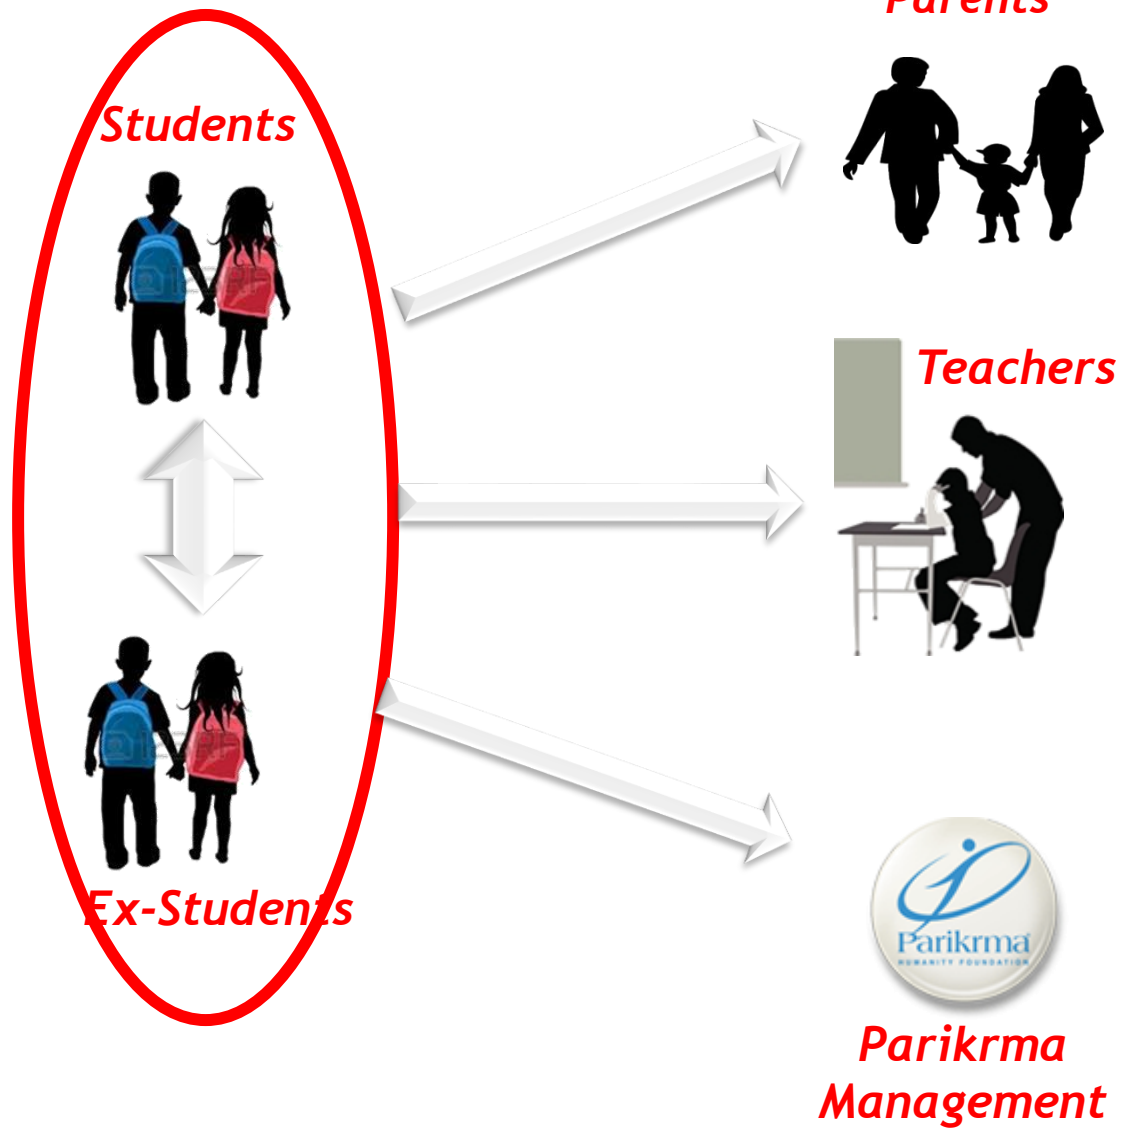 Parents
Students
Teachers
Ex-Students
Parikrma
HUMANITY FOUNDATION
Parikrma
Management